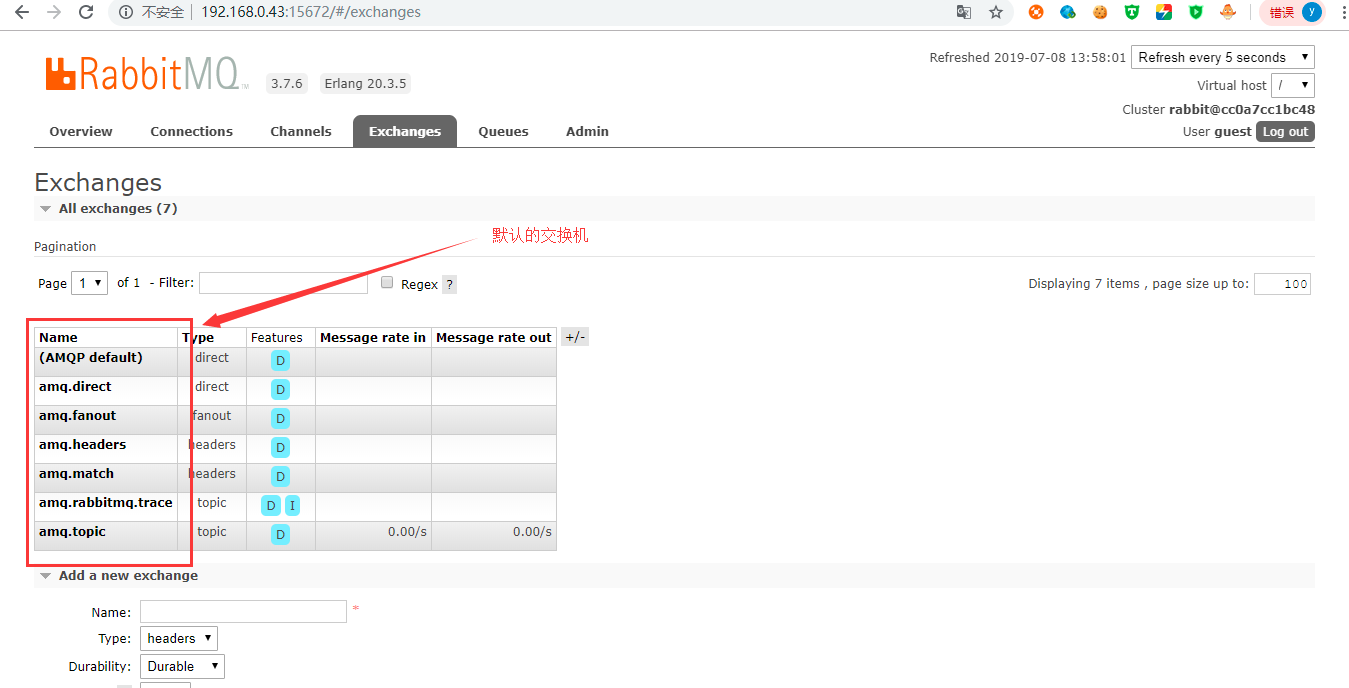 不安全 | 192.168.0.43:15672/#/exchanges 错误 y
RabbitMQ TM 3.7.6 Erlang 20.3.5
Refreshed 2019-07-08 13:58:01 Refresh every 5 seconds
Virtual host /
Cluster rabbit@cc0a7cc1bc48
User guest Log out
Overview Connections Channels Exchanges Queues Admin
Exchanges
All exchanges (7)
默认的交换机
Pagination
Page 1 of 1 - Filter: Regex ? Displaying 7 items , page size up to: 100
Name Type Features Message rate in Message rate out +/-
(AMQP default) direct D
amq.direct direct D
amq.fanout fanout D
amq.headers headers D
amq.match headers D
amq.rabbitmq.trace topic D I
amq.topic topic D 0.00/s 0.00/s
Add a new exchange
Name: *
Type: headers
Durability: Durable